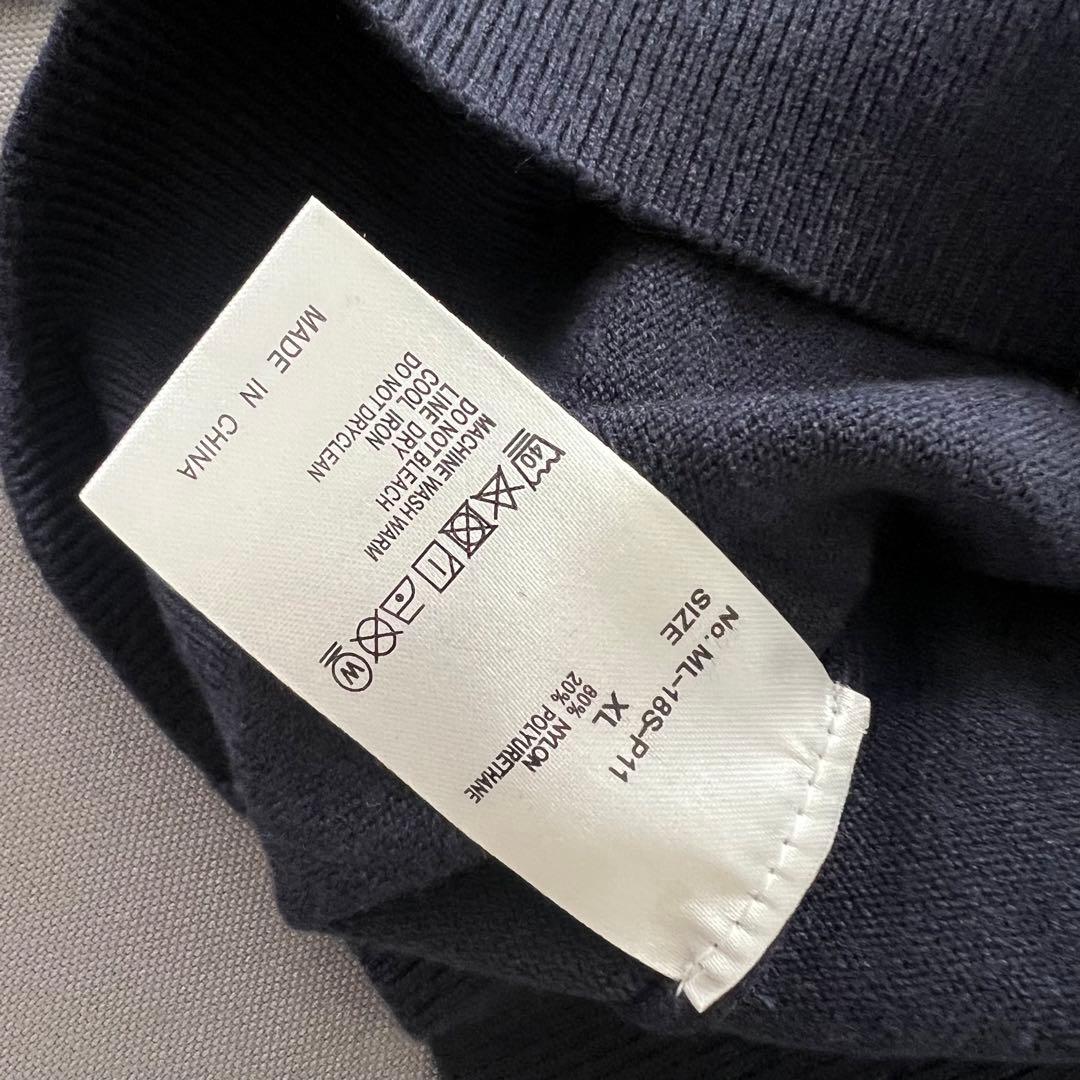 No. ML-18S-P11
SIZE
XL
80% NYLON
20% POLYURETHANE
40
W
MACHINE WASH WARM
DO NOT BLEACH
LINE DRY
COOL IRON
DO NOT DRYCLEAN
MADE IN CHINA